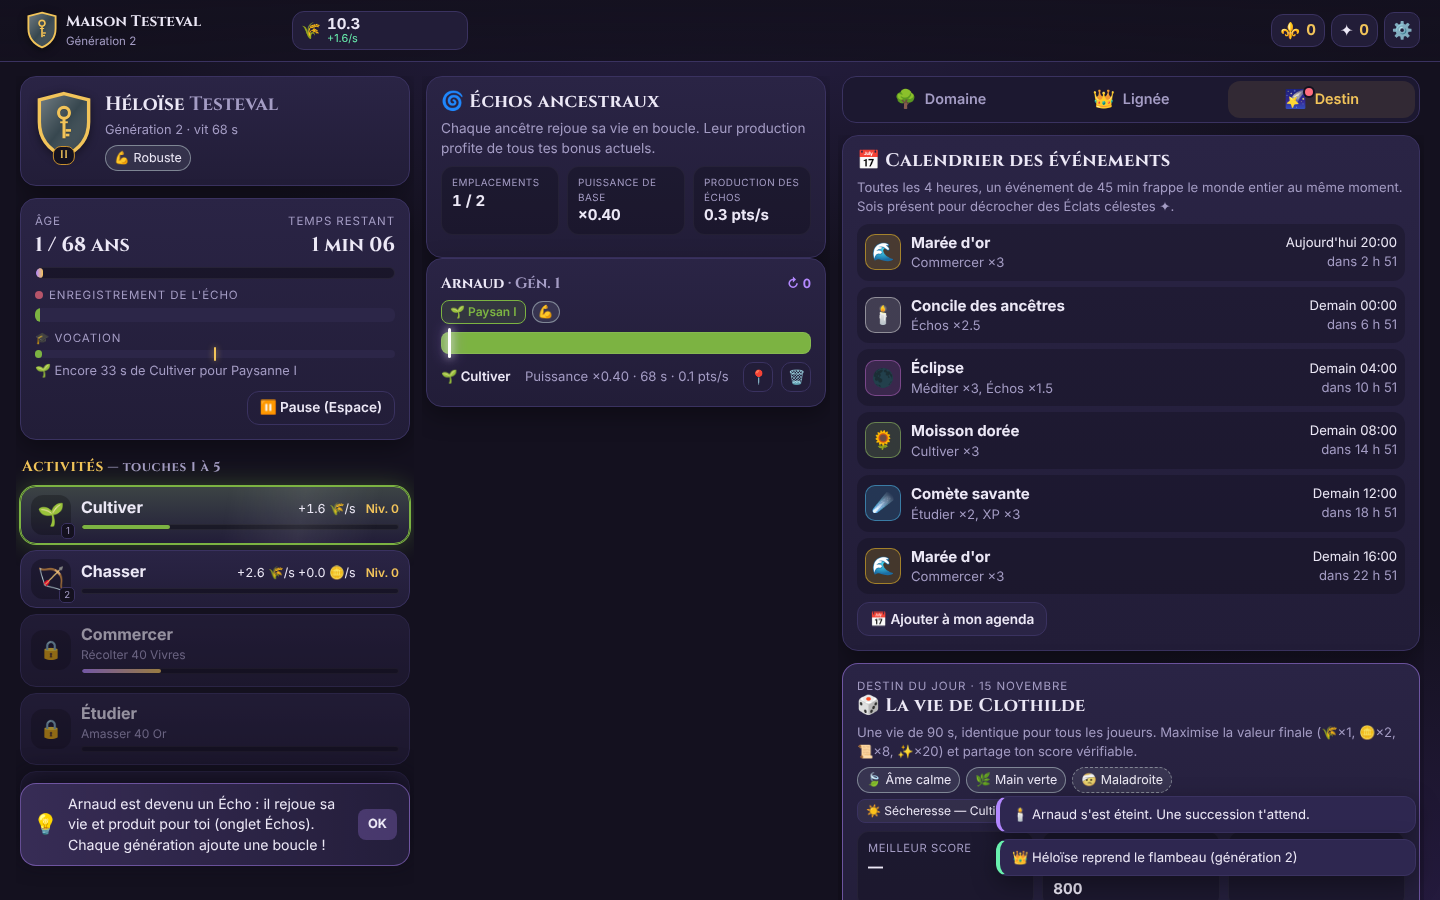 Maison Testeval
Génération 2
10.3
+1.6/s
0
0
Héloïse Testeval
Génération 2 · vit 68 s
Robuste
II
ÂGE
TEMPS RESTANT
1 / 68 ans
1 min 06
ENREGISTREMENT DE L'ÉCHO
VOCATION
Encore 33 s de Cultiver pour Paysanne I
Pause (Espace)
Activités — touches 1 à 5
Cultiver
+1.6 /s Niv. 0
1
Chasser
+2.6 /s +0.0 /s Niv. 0
2
Commercer
Récolter 40 Vivres
Étudier
Amasser 40 Or
Arnaud est devenu un Écho : il rejoue sa
vie et produit pour toi (onglet Échos).
Chaque génération ajoute une boucle !
OK
Échos ancestraux
Chaque ancêtre rejoue sa vie en boucle. Leur production
profite de tous tes bonus actuels.
EMPLACEMENTS
1 / 2
PUISSANCE DE
BASE
×0.40
PRODUCTION DES
ÉCHOS
0.3 pts/s
Arnaud · Gén. 1
↻ 0
Paysan I
Cultiver
Puissance ×0.40 · 68 s · 0.1 pts/s
Domaine
Lignée
Destin
Calendrier des événements
Toutes les 4 heures, un événement de 45 min frappe le monde entier au même moment.
Sois présent pour décrocher des Éclats célestes ✦.
Marée d'or
Commercer ×3
Aujourd'hui 20:00
dans 2 h 51
Concile des ancêtres
Échos ×2.5
Demain 00:00
dans 6 h 51
Éclipse
Méditer ×3, Échos ×1.5
Demain 04:00
dans 10 h 51
Moisson dorée
Cultiver ×3
Demain 08:00
dans 14 h 51
Comète savante
Étudier ×2, XP ×3
Demain 12:00
dans 18 h 51
Marée d'or
Commercer ×3
Demain 16:00
dans 22 h 51
Ajouter à mon agenda
DESTIN DU JOUR · 15 NOVEMBRE
La vie de Clothilde
Une vie de 90 s, identique pour tous les joueurs. Maximise la valeur finale (×1, ×2,
×8, ×20) et partage ton score vérifiable.
Âme calme
Main verte
Maladroite
Sécheresse — Culti
Arnaud s'est éteint. Une succession t'attend.
MEILLEUR SCORE
—
Héloïse reprend le flambeau (génération 2)
800